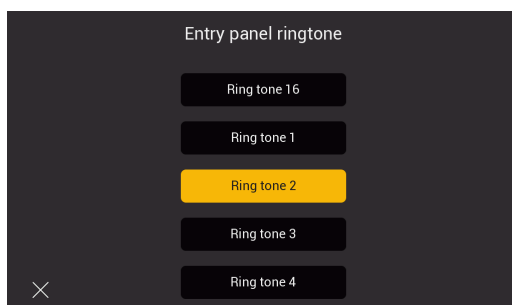 Entry panel ringtone
Ring tone 16
Ring tone 1
Ring tone 2
Ring tone 3
Ring tone 4